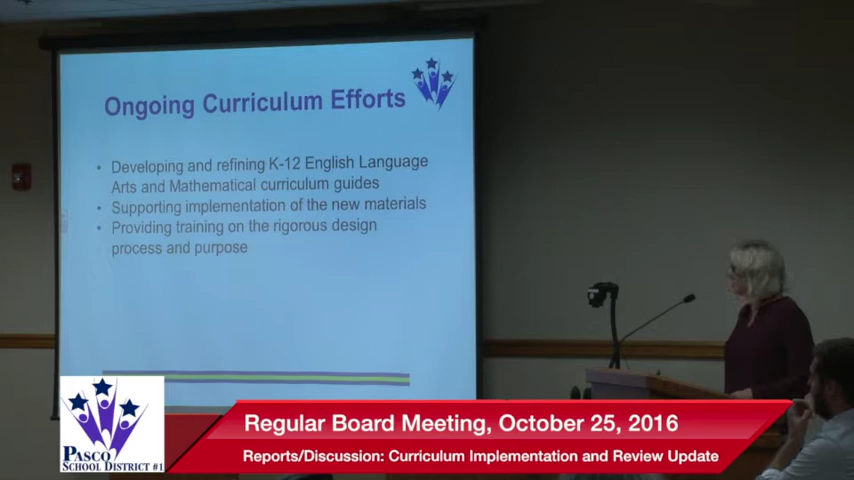 Ongoing Curriculum Efforts
• Developing and refining K-12 English Language
Arts and Mathematical curriculum guides
• Supporting implementation of the new materials
• Providing training on the rigorous design
process and purpose
PASCO
SCHOOL DISTRICT #1
Regular Board Meeting, October 25, 2016
Reports/Discussion: Curriculum Implementation and Review Update